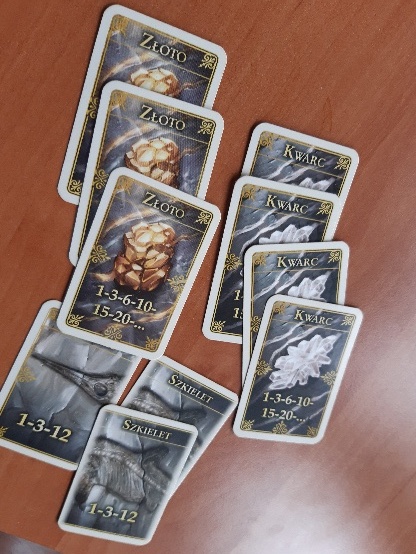 Złoto
Złoto
Złoto
1-3-6-10-
15-20-...
Kwarc
Kwarc
Kwarc
Kwarc
1-3-6-10-
15-20-...
1-3-12
Szkielet
Szkielet
1-3-12